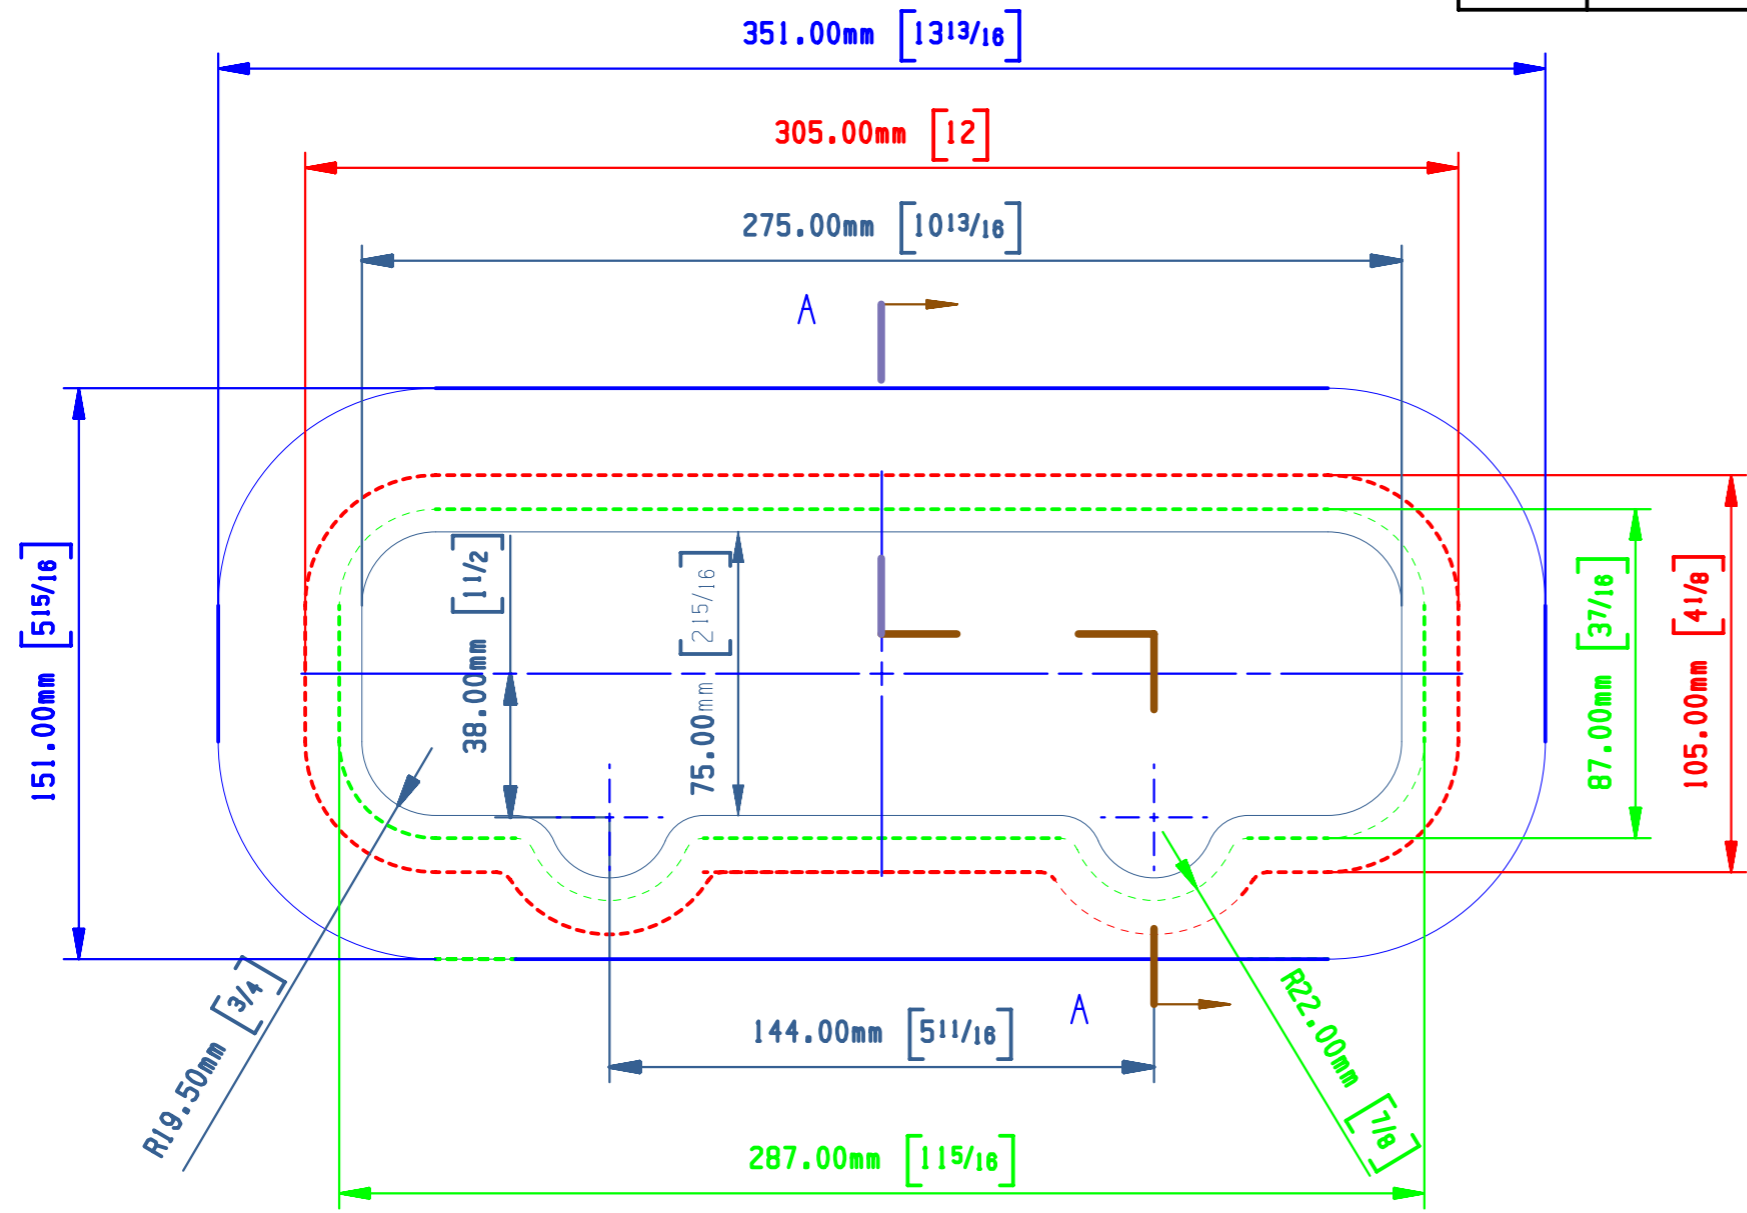 351.00mm [13 13/16]
305.00mm [12]
275.00mm [10 13/16]
A
151.00mm [5 15/16]
38.00mm [1 1/2]
75.00mm [2 15/16]
87.00mm [3 7/16]
105.00mm [4 1/8]
R19.50mm [3/4]
144.00mm [5 11/16]
A
R22.00mm [7/8]
287.00mm [11 5/16]